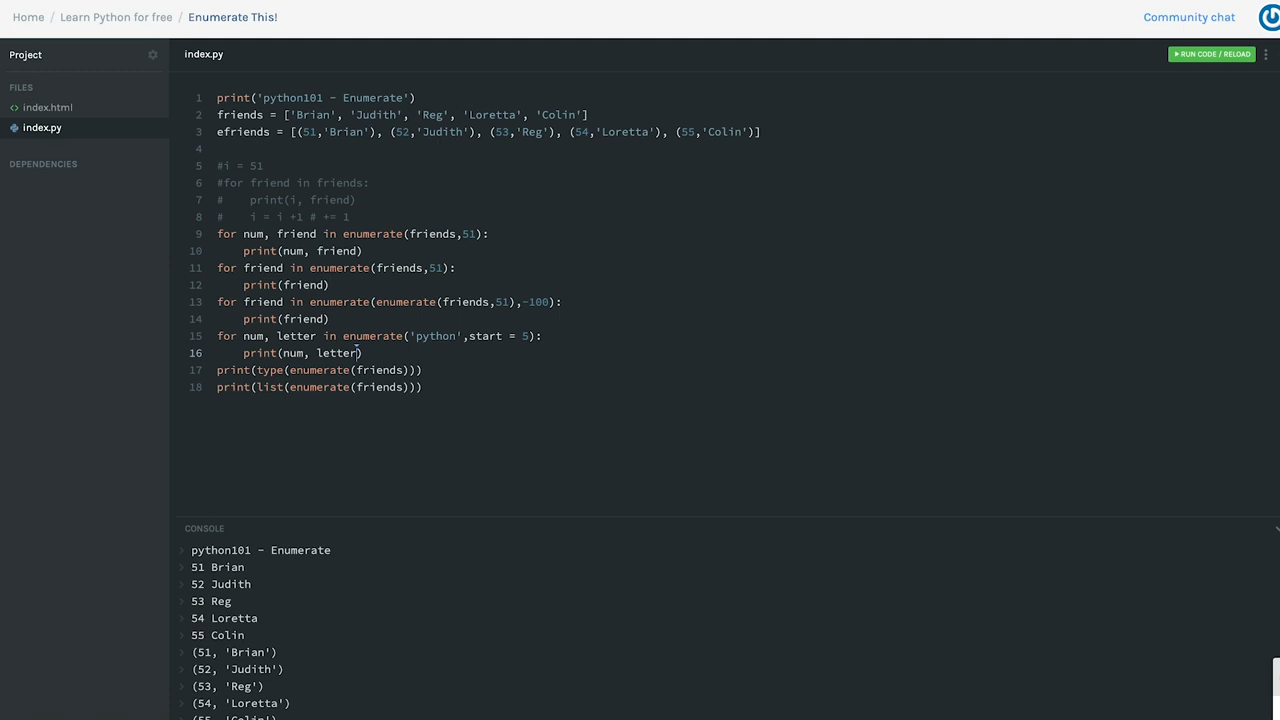 Home / Learn Python for free / Enumerate This!
Community chat
Project
index.py
RUN CODE / RELOAD
FILES
<> index.html
index.py
DEPENDENCIES
1 print('python101 - Enumerate')
2 friends = ['Brian', 'Judith', 'Reg', 'Loretta', 'Colin']
3 efriends = [(51,'Brian'), (52,'Judith'), (53,'Reg'), (54,'Loretta'), (55,'Colin')]
4
5 #i = 51
6 #for friend in friends:
7 #    print(i, friend)
8 #    i = i +1 # += 1
9 for num, friend in enumerate(friends,51):
10     print(num, friend)
11 for friend in enumerate(friends,51):
12     print(friend)
13 for friend in enumerate(enumerate(friends,51),-100):
14     print(friend)
15 for num, letter in enumerate('python',start = 5):
16     print(num, letter)
17 print(type(enumerate(friends)))
18 print(list(enumerate(friends)))
CONSOLE
python101 - Enumerate
51 Brian
52 Judith
53 Reg
54 Loretta
55 Colin
(51, 'Brian')
(52, 'Judith')
(53, 'Reg')
(54, 'Loretta')
(55, 'Colin')